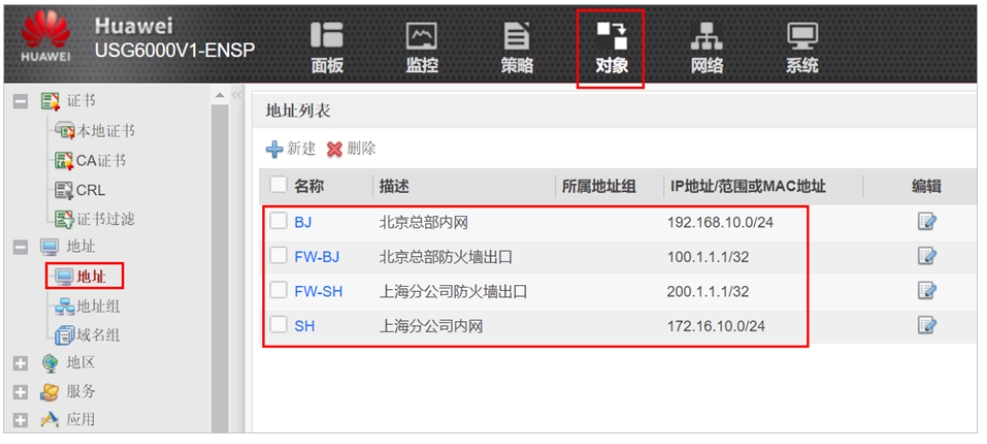 Huawei
USG6000V1-ENSP
HUAWEI
面板 监控 策略 对象 网络 系统
证书
本地证书
CA证书
CRL
证书过滤
地址
地址
地址组
域名组
地区
服务
应用
地址列表
新建 删除
名称 描述 所属地址组 IP地址/范围或MAC地址 编辑
BJ 北京总部内网 192.168.10.0/24
FW-BJ 北京总部防火墙出口 100.1.1.1/32
FW-SH 上海分公司防火墙出口 200.1.1.1/32
SH 上海分公司内网 172.16.10.0/24